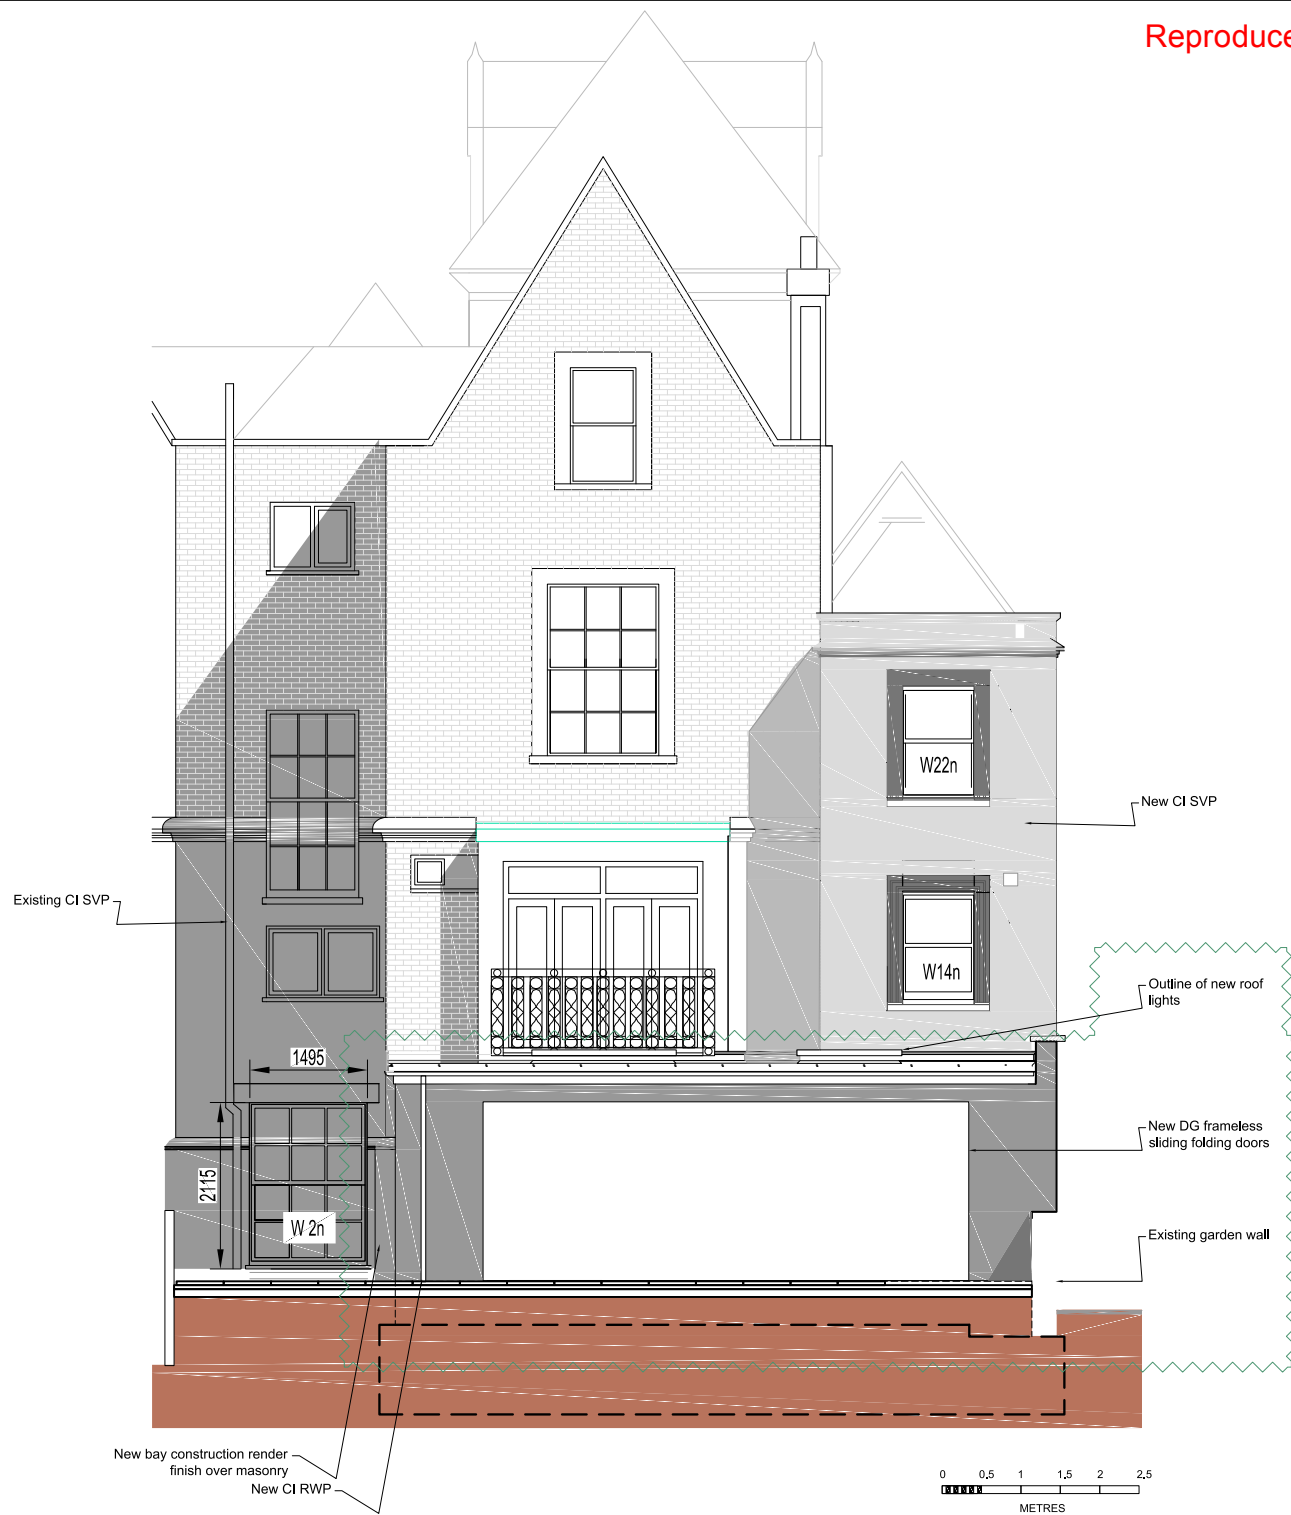 Reproduce
W22n
New CI SVP
Existing CI SVP
W14n
Outline of new roof
lights
1495
New DG frameless
sliding folding doors
2115
W 2n
Existing garden wall
New bay construction render
finish over masonry
New CI RWP
0 0.5 1 1.5 2 2.5
METRES